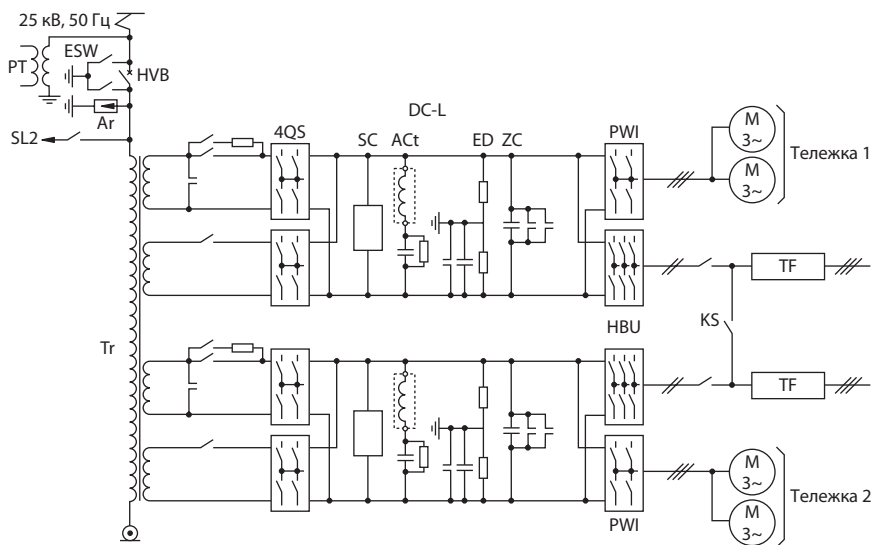 25 кВ, 50 Гц
ESW
PT
HVB
Ar
DC-L
SL2
4QS
SC
ACt
ED
ZC
PWI
M
3~
M
3~
Тележка 1
TF
HBU
KS
Tr
TF
M
3~
M
3~
Тележка 2
PWI